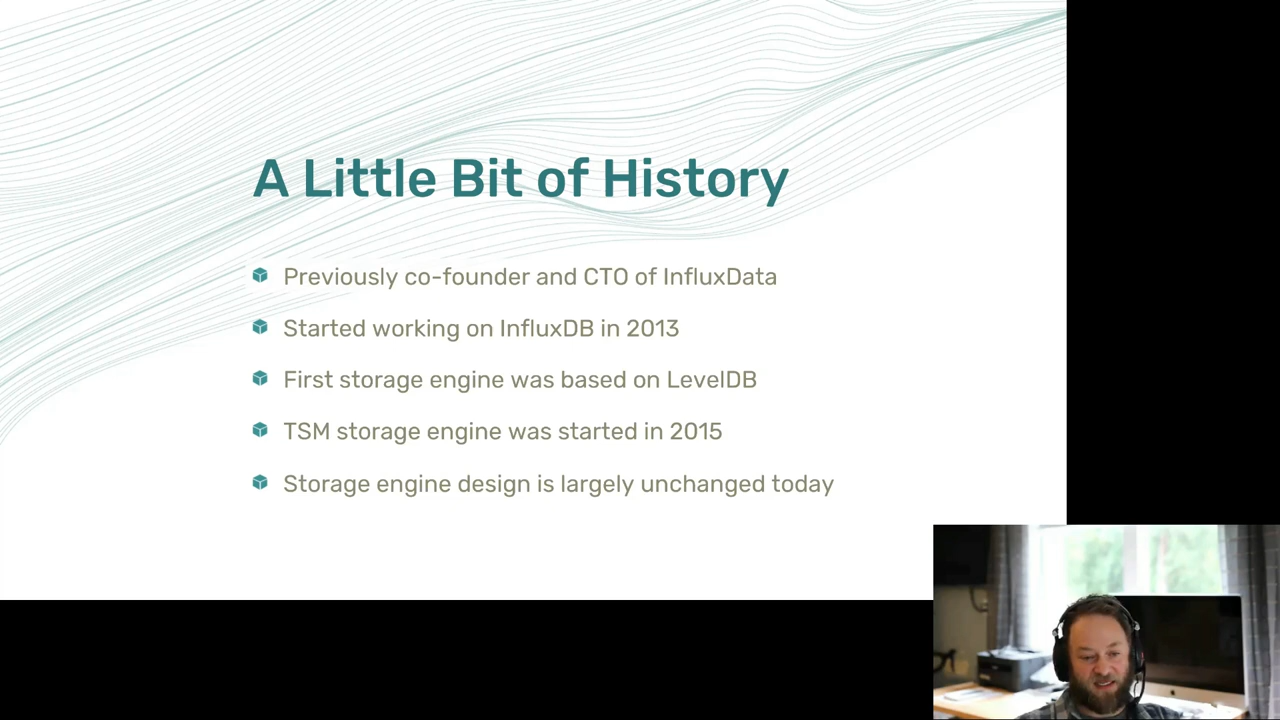 A Little Bit of History
Previously co-founder and CTO of InfluxData
Started working on InfluxDB in 2013
First storage engine was based on LevelDB
TSM storage engine was started in 2015
Storage engine design is largely unchanged today